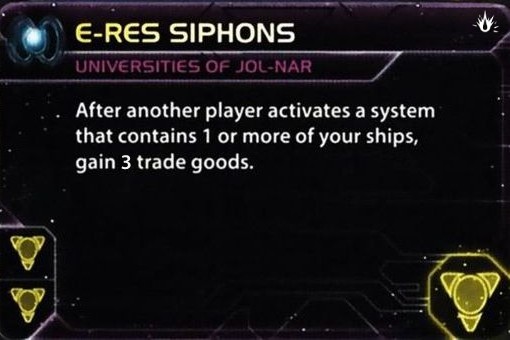 E-RES SIPHONS
UNIVERSITIES OF JOL-NAR
After another player activates a system
that contains 1 or more of your ships,
gain 3 trade goods.